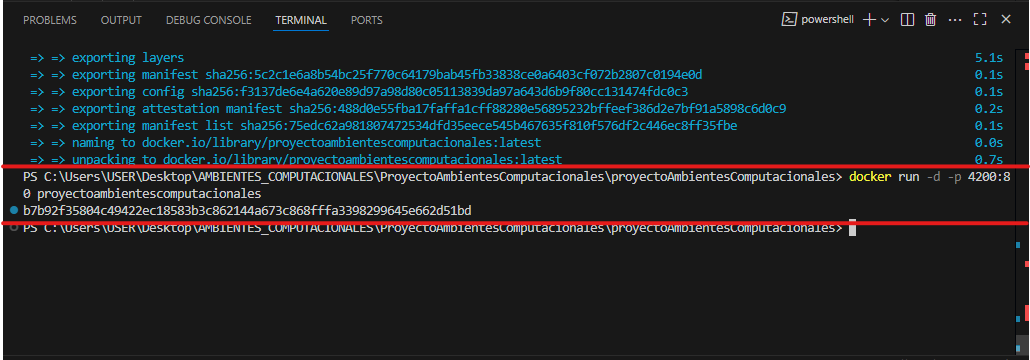 PROBLEMS OUTPUT DEBUG CONSOLE TERMINAL PORTS powershell
=> => exporting layers 5.1s
=> => exporting manifest sha256:5c2c1e6a8b54bc25f770c64179bab45fb33838ce0a6403cf072b2807c0194e0d 0.1s
=> => exporting config sha256:f3137de6e4a620e89d97a98d80c05113839da97a643d6b9f80cc131474fdc0c3 0.1s
=> => exporting attestation manifest sha256:488d0e55fba17faffa1cff88280e56895232bffeef386d2e7bf91a5898c6d0c9 0.2s
=> => exporting manifest list sha256:75edc62a981807472534dfd35eece545b467635f810f576df2c446ec8ff35fbe 0.1s
=> => naming to docker.io/library/proyectoambientescomputacionales:latest 0.0s
=> => unpacking to docker.io/library/proyectoambientescomputacionales:latest 0.7s
PS C:\Users\USER\Desktop\AMBIENTES_COMPUTACIONALES\ProyectoAmbientesComputacionales\proyectoAmbientesComputacionales> docker run -d -p 4200:8
0 proyectoambientescomputacionales
b7b92f35804c49422ec18583b3c862144a673c868fffa3398299645e662d51bd
PS C:\Users\USER\Desktop\AMBIENTES_COMPUTACIONALES\ProyectoAmbientesComputacionales\proyectoAmbientesComputacionales>